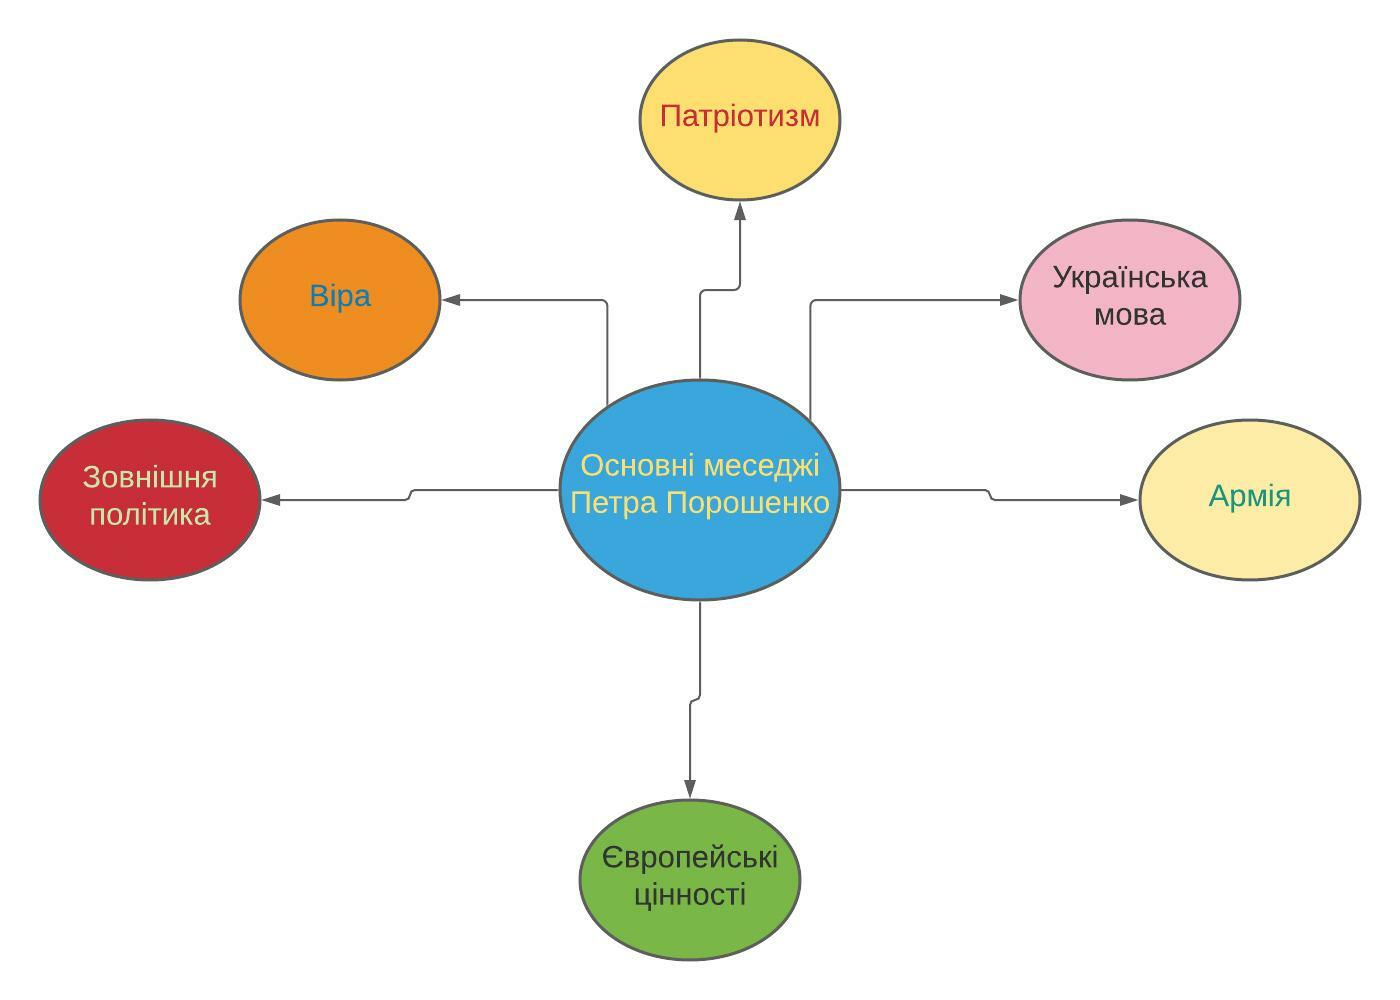 Патріотизм
Віра
Українська
мова
Зовнішня
політика
Основні меседжі
Петра Порошенко
Армія
Європейські
цінності